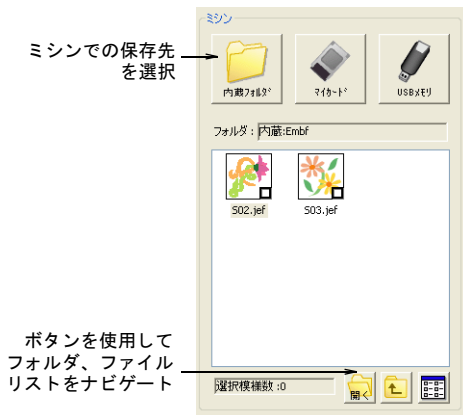 ミシン
ミシンでの保存先
を選択
内蔵フォルダ
マイカード
USBメモリ
フォルダ : 内蔵:Embf
S02.jef
S03.jef
ボタンを使用して
フォルダ、ファイル
リストをナビゲート
選択模様数 :0
開く